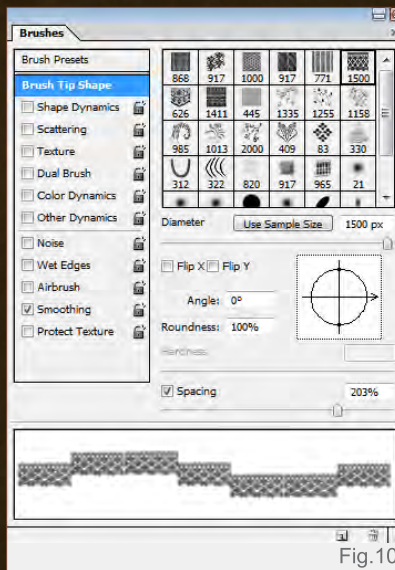 Brushes
Brush Presets
Brush Tip Shape
Shape Dynamics
Scattering
Texture
Dual Brush
Color Dynamics
Other Dynamics
Noise
Wet Edges
Airbrush
Smoothing
Protect Texture
868 917 1000 917 771 1500
626 1411 445 1335 1255 1158
985 1013 2000 409 83 330
312 322 820 917 965 21
Diameter Use Sample Size 1500 px
Flip X Flip Y
Angle: 0°
Roundness: 100%
Hardness
Spacing 203%
Fig.10